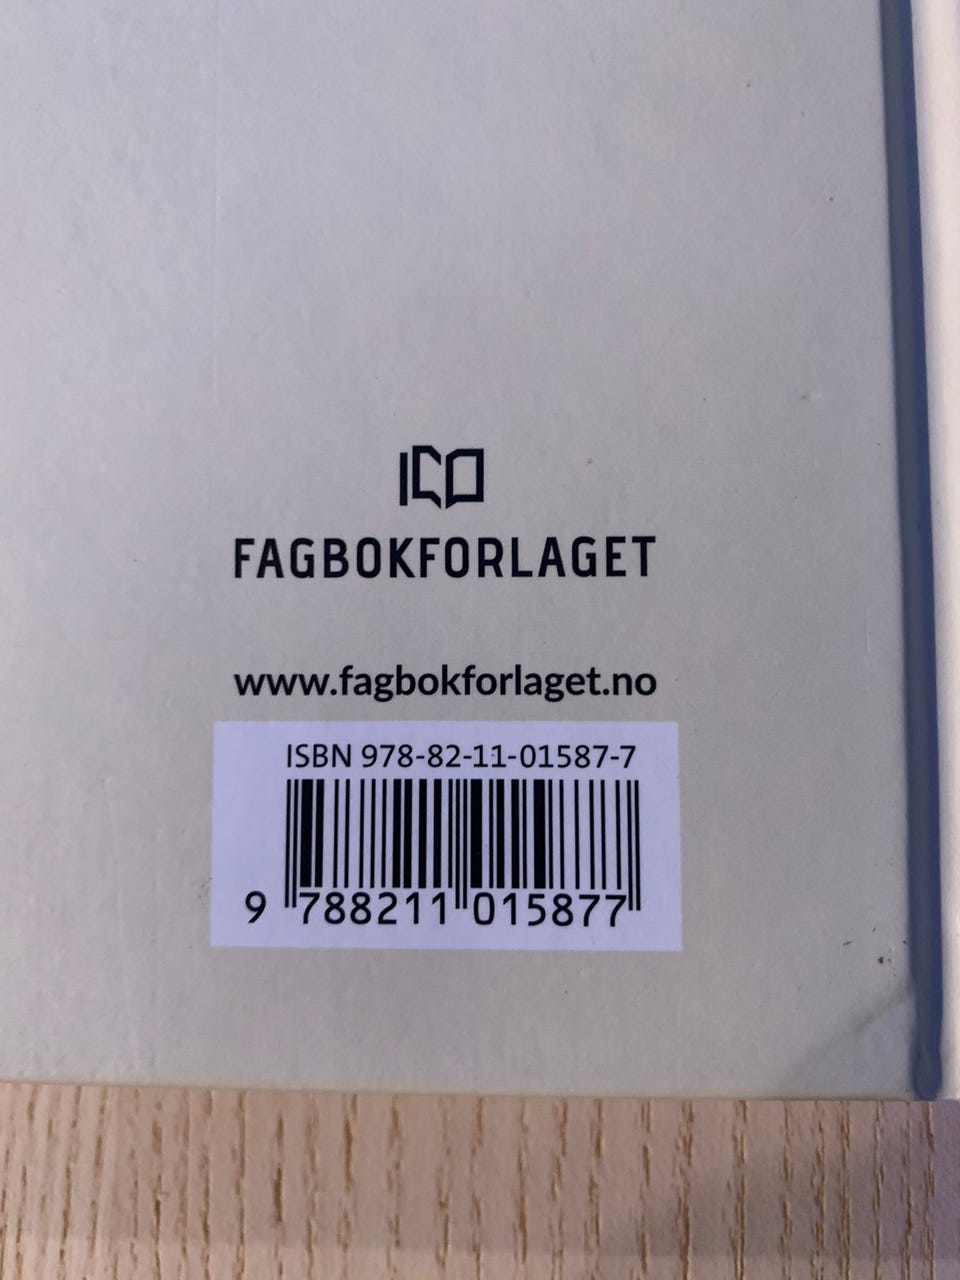 FAGBOKFORLAGET
www.fagbokforlaget.no
ISBN 978-82-11-01587-7
9 788211 015877